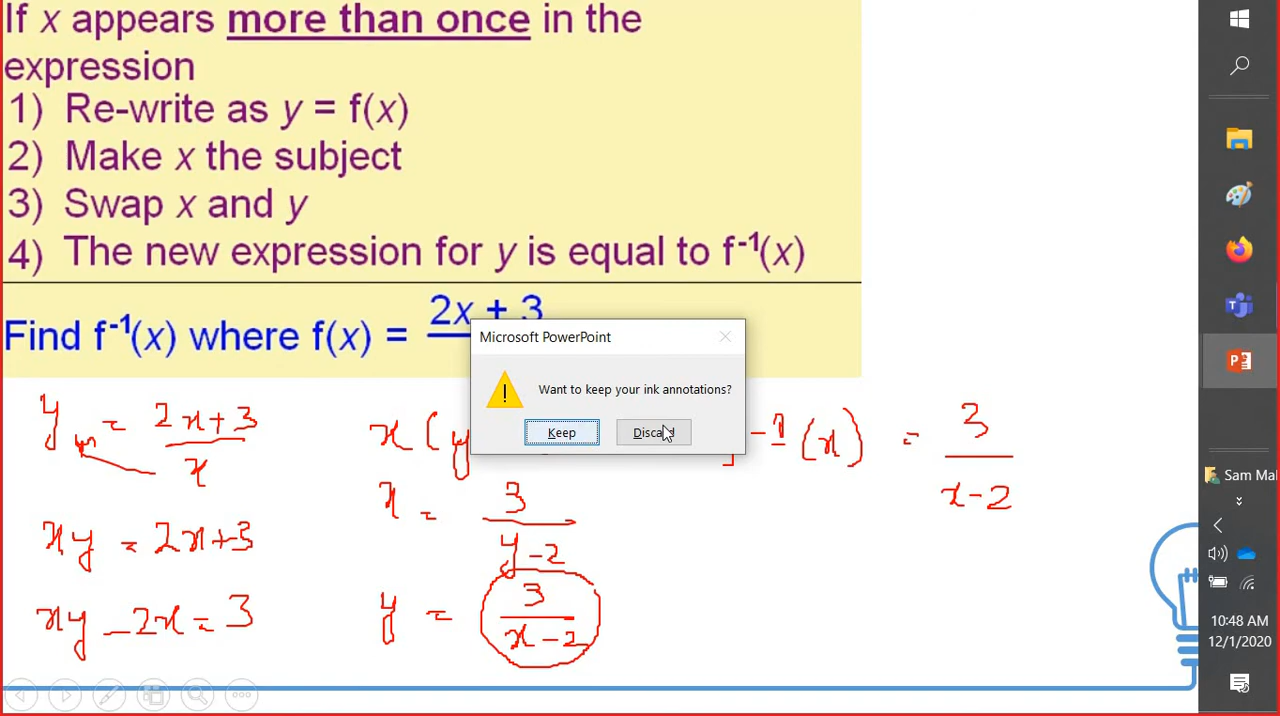 If x appears more than once in the
expression
1) Re-write as y = f(x)
2) Make x the subject
3) Swap x and y
4) The new expression for y is equal to f⁻¹(x)
Find f⁻¹(x) where f(x) = 2x + 3
Microsoft PowerPoint
Want to keep your ink annotations?
Keep
Discard
y = 2x+3
x
xy = 2x+3
xy - 2x = 3
x (y
x = 3
y-2
y = 3
x-2
-1 (x) = 3
x-2
Sam Mal
10:48 AM
12/1/2020